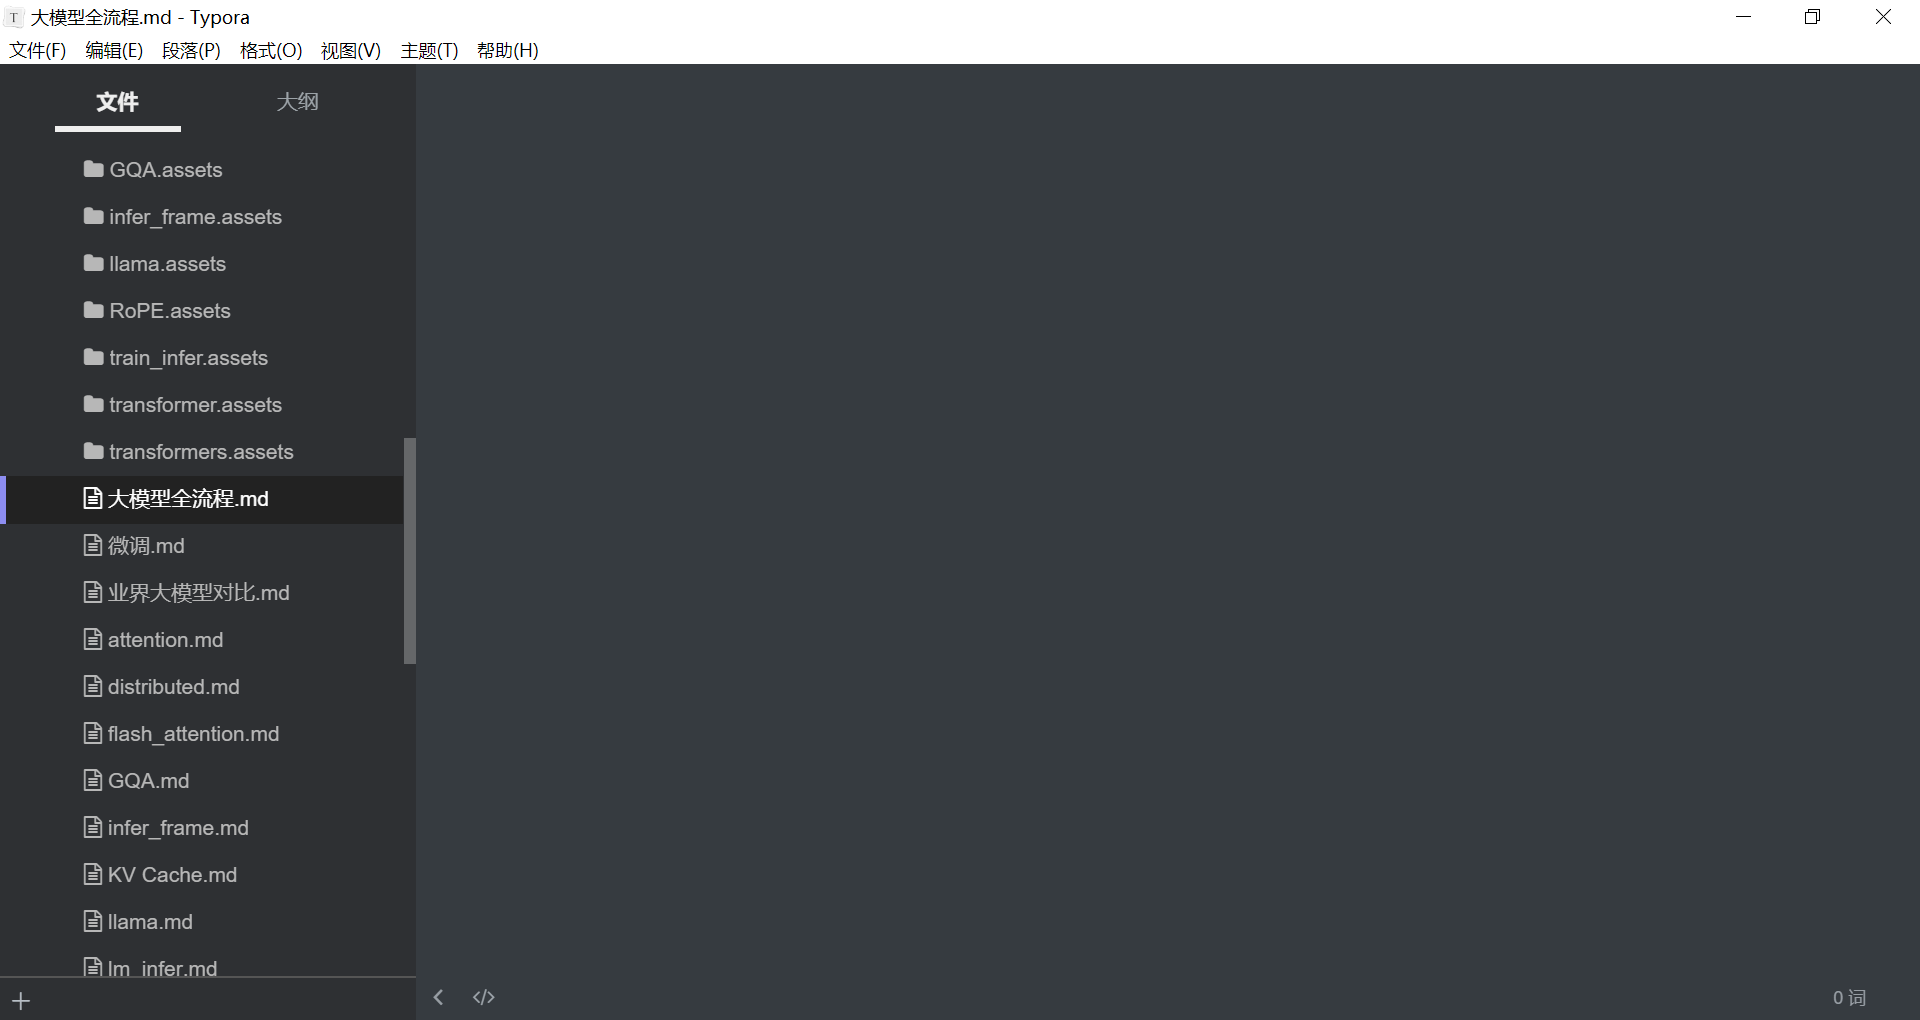 大模型全流程.md - Typora
文件(F) 编辑(E) 段落(P) 格式(O) 视图(V) 主题(T) 帮助(H)
文件 大纲
GQA.assets
infer_frame.assets
llama.assets
RoPE.assets
train_infer.assets
transformer.assets
transformers.assets
大模型全流程.md
微调.md
业界大模型对比.md
attention.md
distributed.md
flash_attention.md
GQA.md
infer_frame.md
KV Cache.md
llama.md
lm_infer.md
0 词